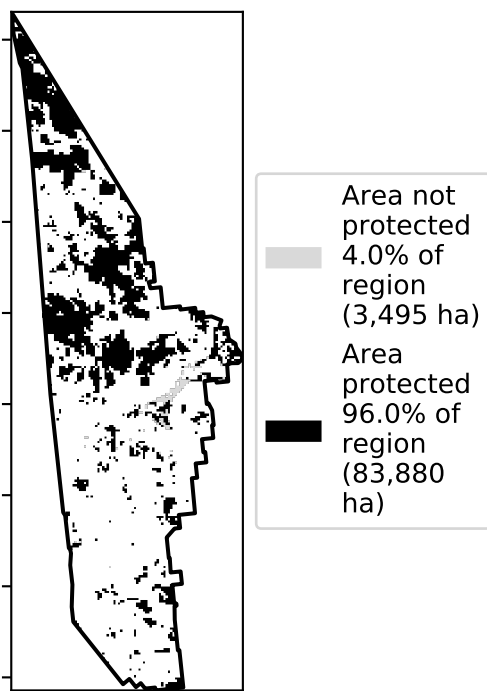 Area not
protected
4.0% of
region
(3,495 ha)
Area
protected
96.0% of
region
(83,880
ha)